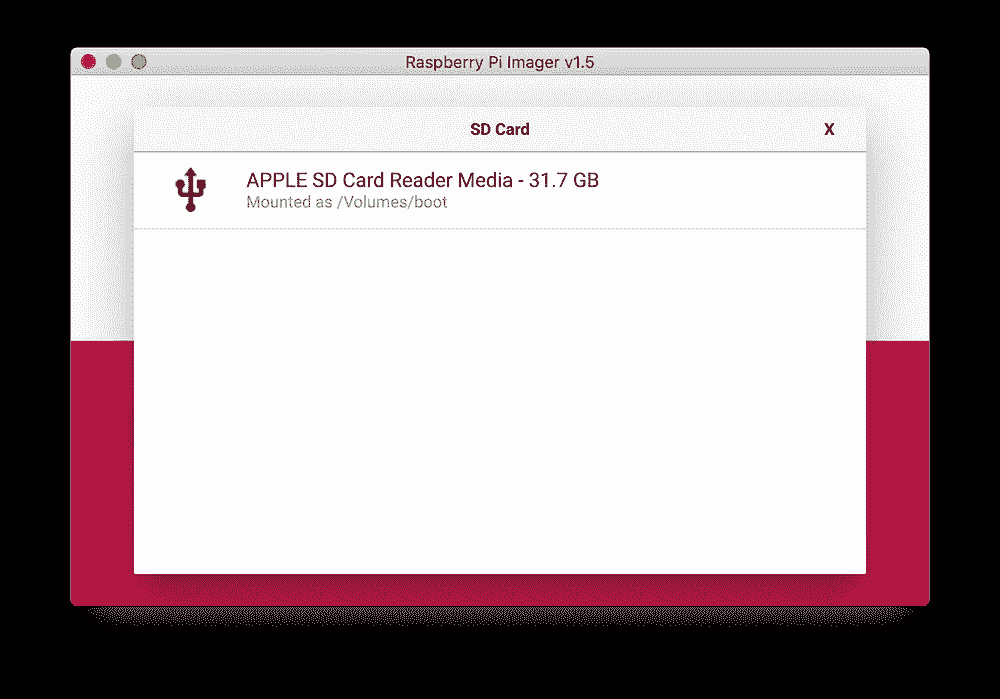 Raspberry Pi Imager v1.5
SD Card X
APPLE SD Card Reader Media - 31.7 GB
Mounted as /Volumes/boot